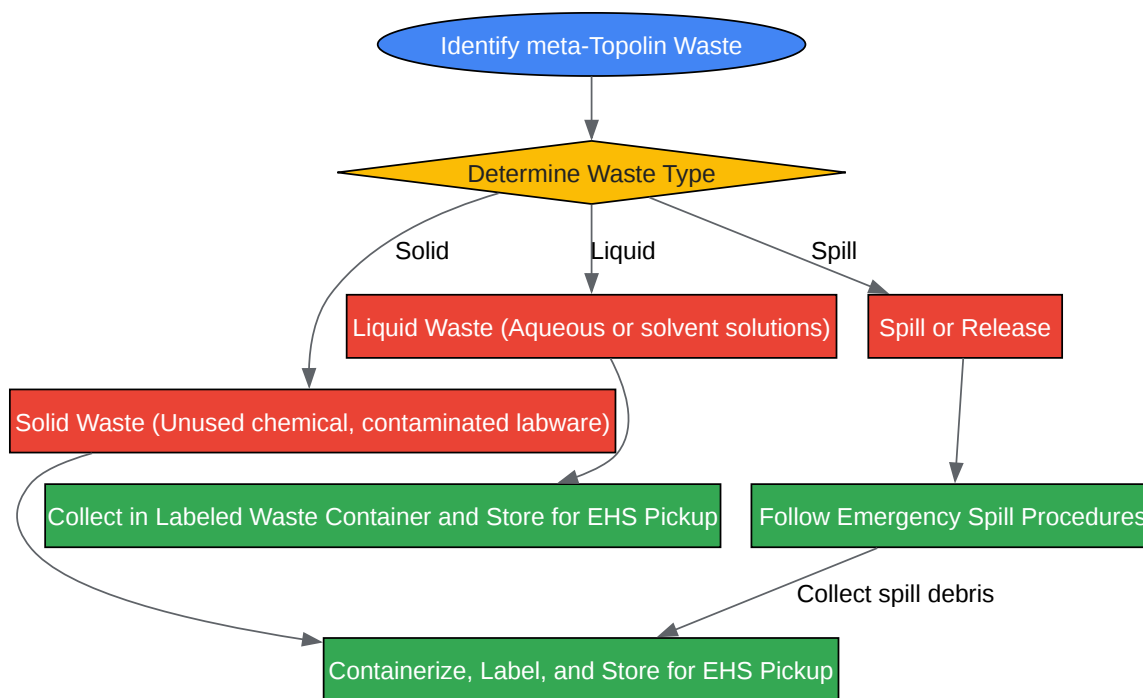 Identify meta-Topolin Waste
Determine Waste Type
Solid
Liquid
Spill
Liquid Waste (Aqueous or solvent solutions)
Spill or Release
Solid Waste (Unused chemical, contaminated labware)
Collect in Labeled Waste Container and Store for EHS Pickup
Follow Emergency Spill Procedures
Collect spill debris
Containerize, Label, and Store for EHS Pickup